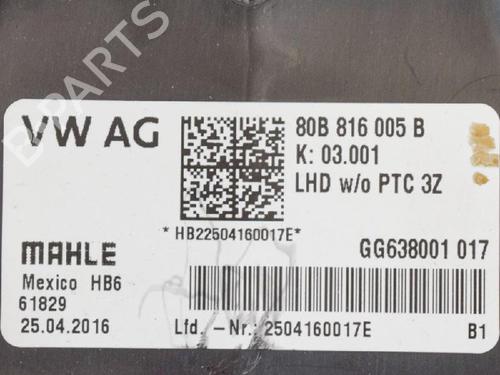 B PARTS
VW AG
80B 816 005 B
K: 03.001
LHD w/o PTC 3Z
*HB22504160017E*
MAHLE
GG638001 017
Mexico HB6
61829
25.04.2016
Lfd. -Nr.: 2504160017E
B1